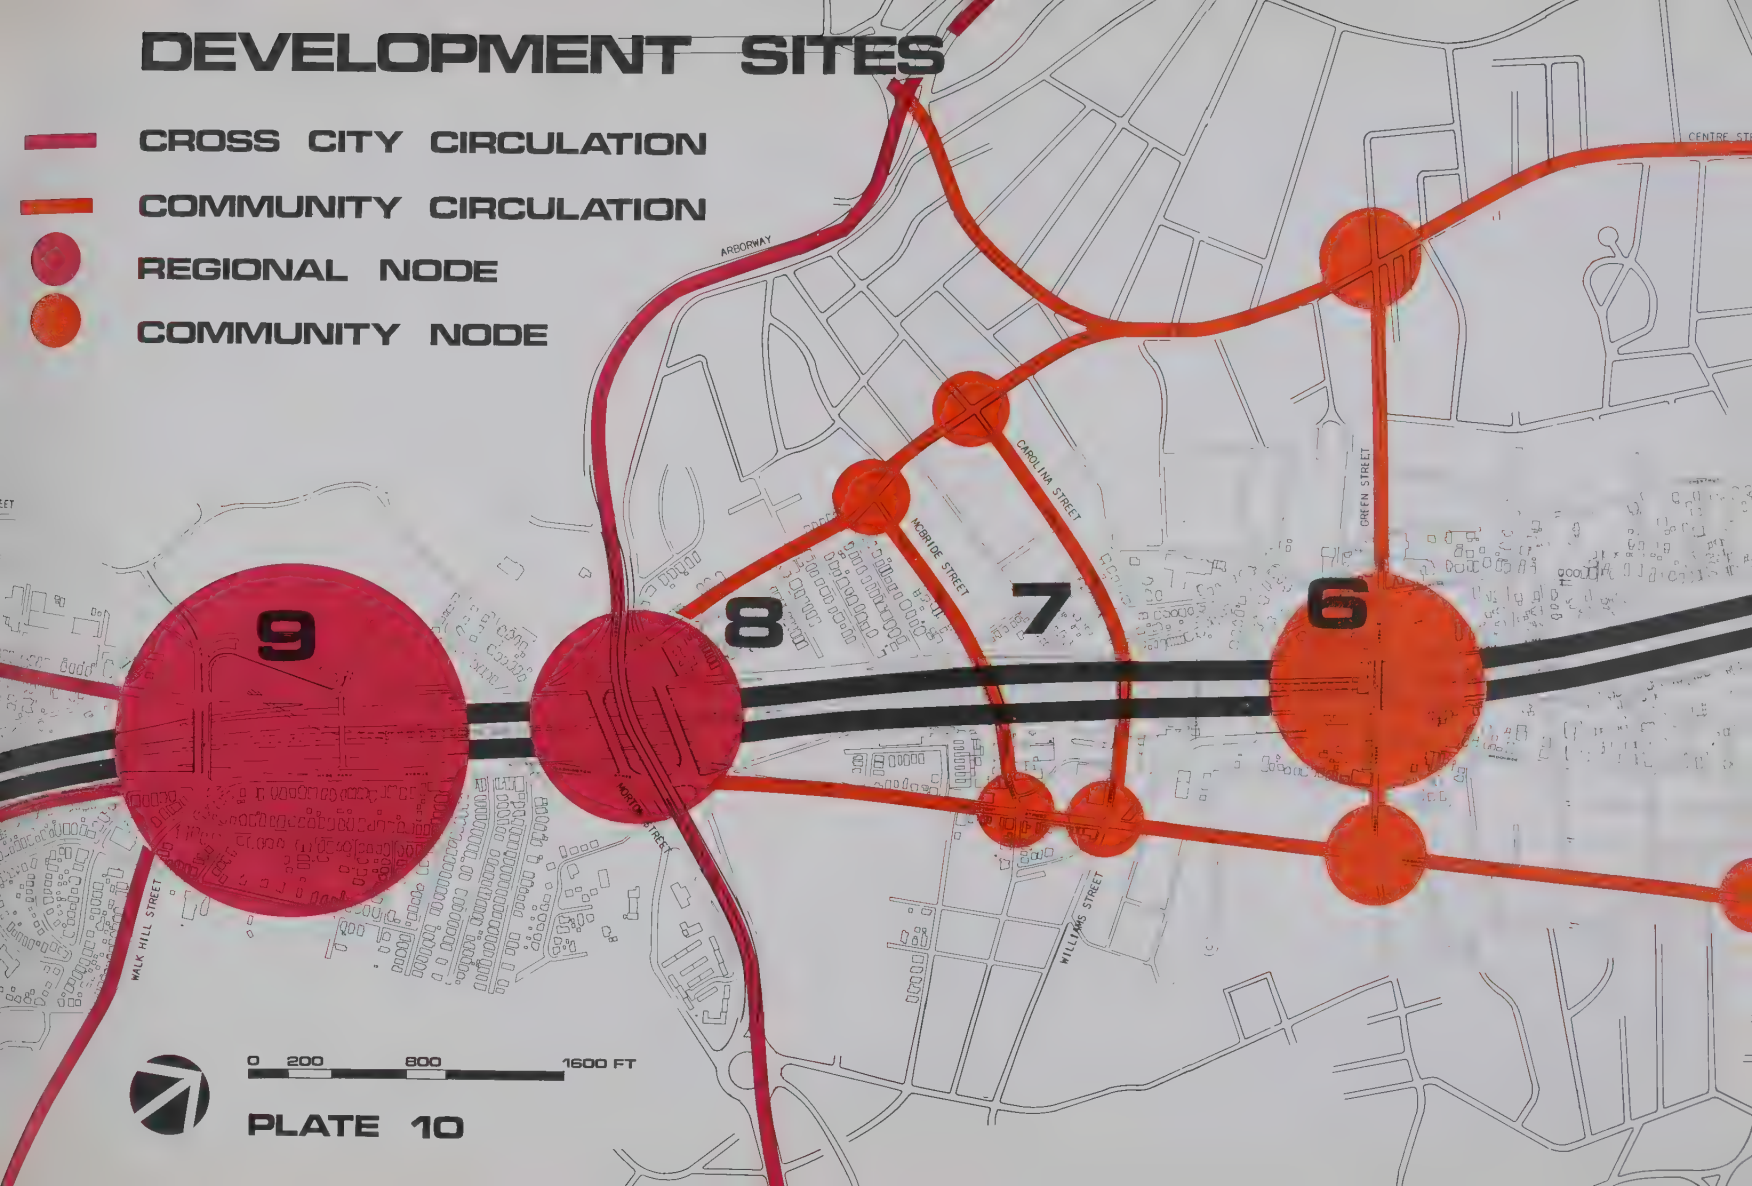 DEVELOPMENT SITES
CROSS CITY CIRCULATION
COMMUNITY CIRCULATION
REGIONAL NODE
COMMUNITY NODE
ARBORWAY
CENTRE
CAROLINA STREET
MCBRIDE STREET
GREEN STREET
9
8
7
6
MORTON STREET
WALK HILL STREET
WILLIAMS STREET
0 200 800 1600 FT
PLATE 10